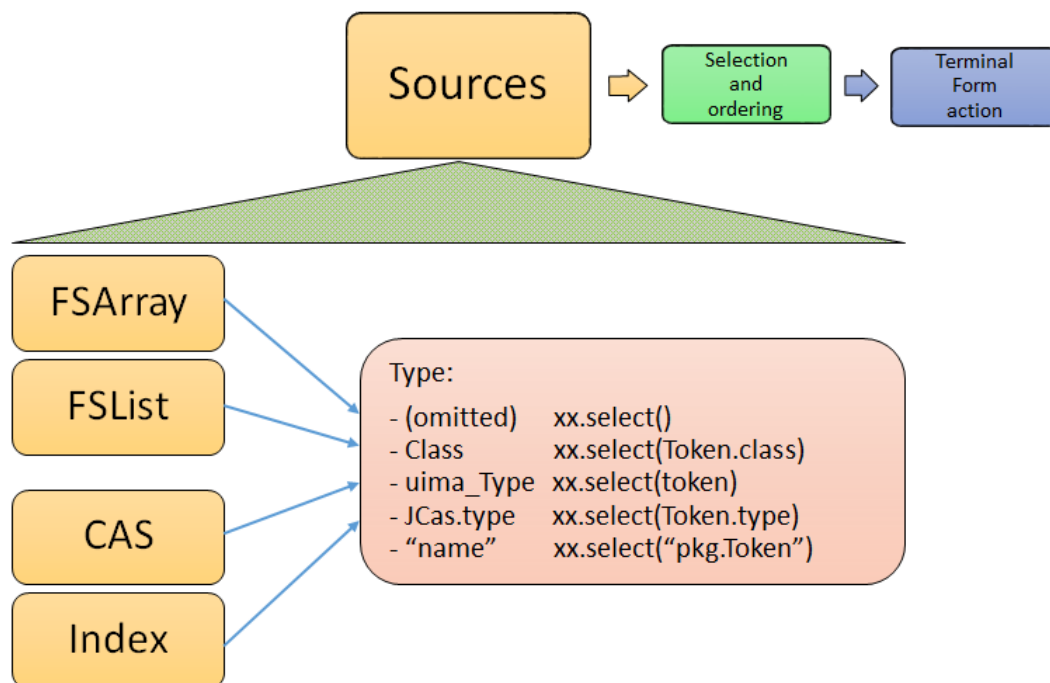 Sources
Selection
and
ordering
Terminal
Form
action
FSArray
FSList
CAS
Index
Type:
- (omitted) xx.select()
- Class xx.select(Token.class)
- uima_Type xx.select(token)
- JCas.type xx.select(Token.type)
- “name” xx.select(“pkg.Token”)